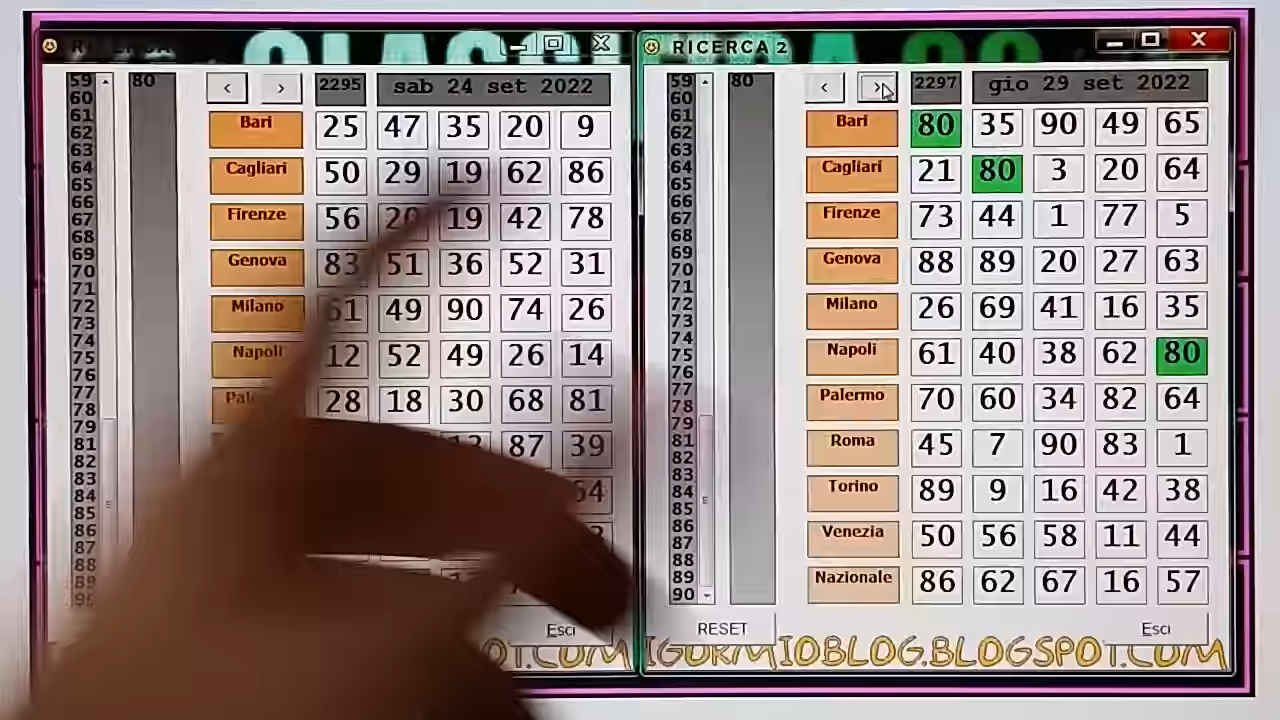 RICERCA 2
59 80 < > 2295 sab 24 set 2022
60
61 Bari 25 47 35 20 9
62
63
64 Cagliari 50 29 19 62 86
65
66
67 Firenze 56 20 19 42 78
68
69
70 Genova 83 51 36 52 31
71
72 Milano 61 49 90 74 26
73
74
75 Napoli 12 52 49 26 14
76
77
78 28 18 30 68 81
79
81 87 39
82
83
84
85
86
87
88
89
Esci
OT.COM
59 80 < > 2297 gio 29 set 2022
60
61 Bari 80 35 90 49 65
62
63
64 Cagliari 21 80 3 20 64
65
66
67 Firenze 73 44 1 77 5
68
69
70 Genova 88 89 20 27 63
71
72 Milano 26 69 41 16 35
73
74
75 Napoli 61 40 38 62 80
76
77
78 Palermo 70 60 34 82 64
79
81 Roma 45 7 90 83 1
82
83
84 Torino 89 9 16 42 38
85
86 Venezia 50 56 58 11 44
87
88
89 Nazionale 86 62 67 16 57
90
RESET Esci
IGORMIOBLOG.BLOGSPOT.COM